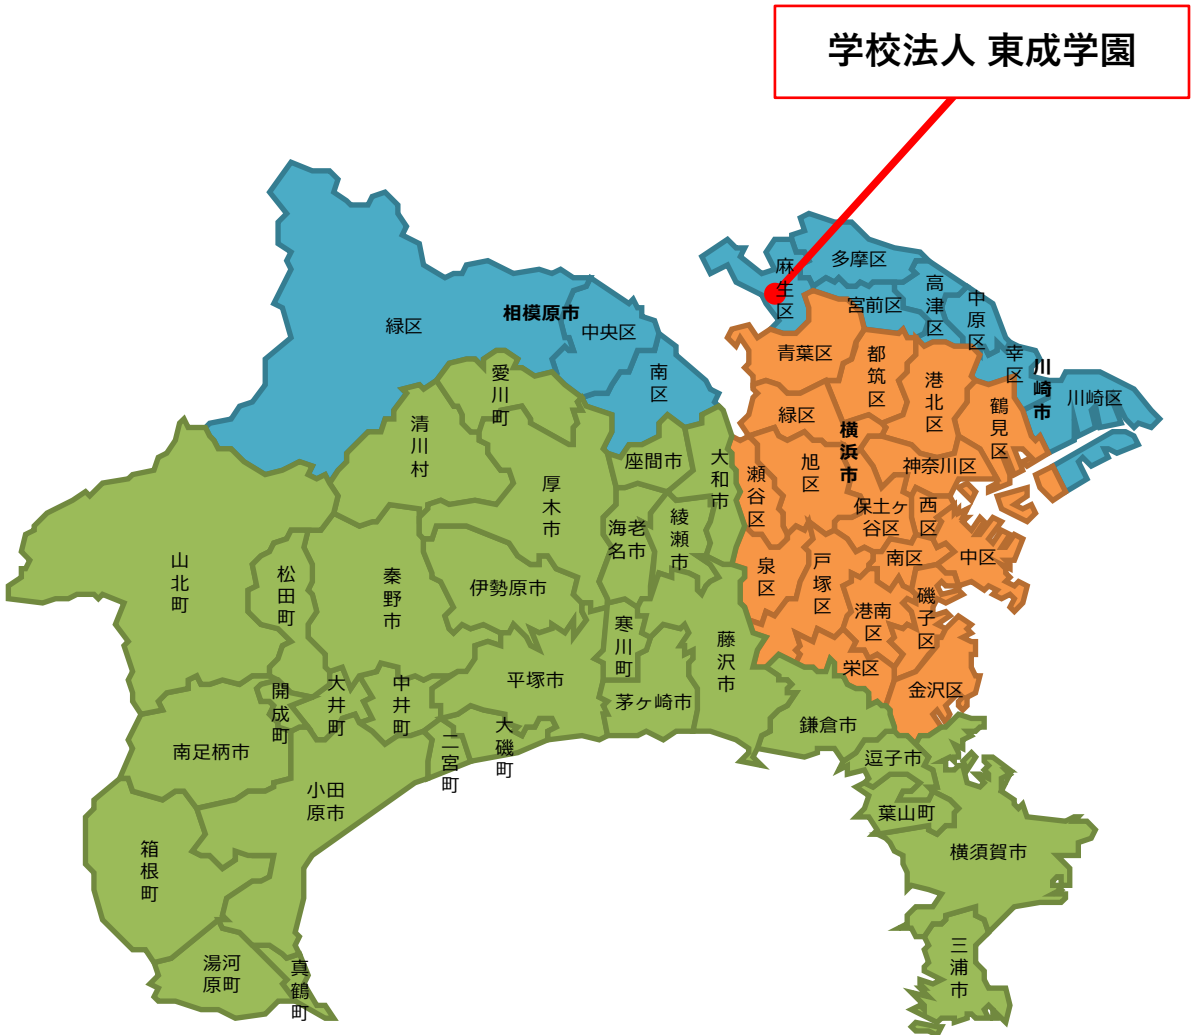 学校法人 東成学園
麻生区
多摩区
宮前区
高津区
中原区
幸区
川崎市
川崎区
緑区
相模原市
中央区
南区
青葉区
都筑区
港北区
鶴見区
緑区
横浜市
神奈川区
旭区
瀬谷区
保土ヶ
谷区
西区
中区
南区
泉区
戸塚区
港南区
磯子区
栄区
金沢区
愛川町
清川村
厚木市
座間市
大和市
海老
名市
綾瀬市
山北町
松田町
秦野市
伊勢原市
寒川町
藤沢市
開成町
大井町
中井町
平塚市
茅ヶ崎市
鎌倉市
南足柄市
小田
原市
二宮町
大磯町
逗子市
葉山町
横須賀市
箱根町
湯河
原町
真鶴町
三浦市